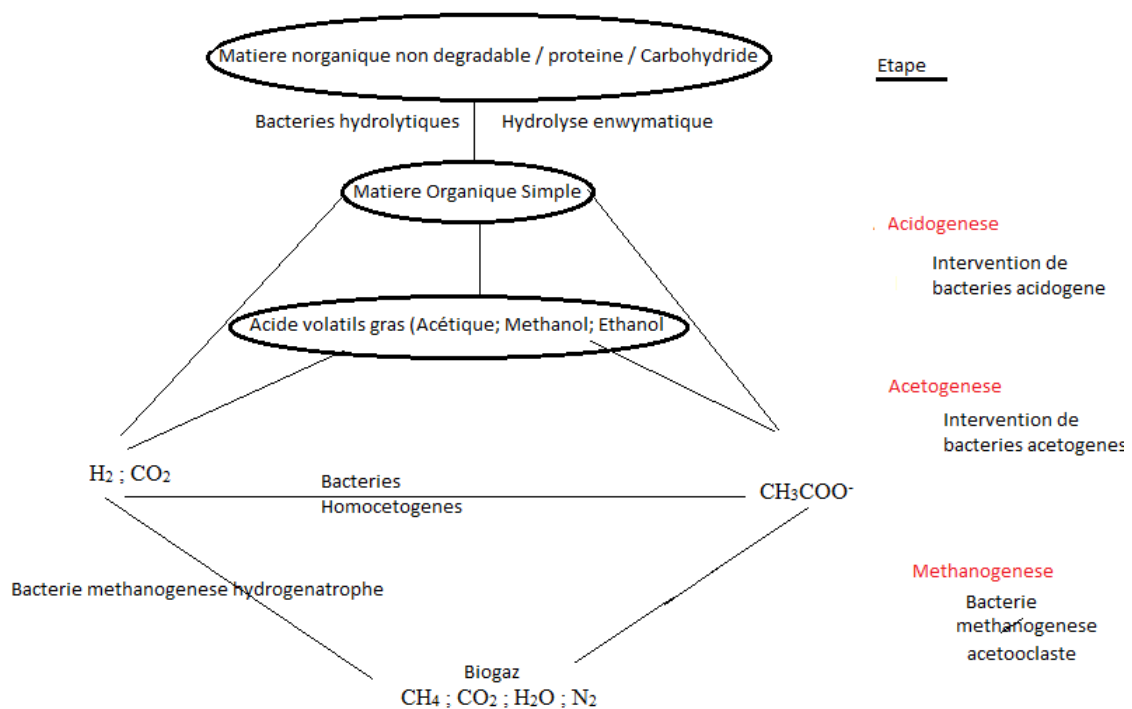 Matiere norganique non degradable / proteine / Carbohydride
Etape
Bacteries hydrolytiques
Hydrolyse enwymatique
Matiere Organique Simple
Acidogenese
Intervention de
bacteries acidogene
Acide volatils gras (Acétique; Methanol; Ethanol
Acetogenese
Intervention de
bacteries acetogenes
H₂ ; CO₂
Bacteries
Homocetogenes
CH₃COO⁻
Bacterie methanogenese hydrogenatrophe
Methanogenese
Bacterie
methanogenese
acetooclaste
Biogaz
CH₄ ; CO₂ ; H₂O ; N₂